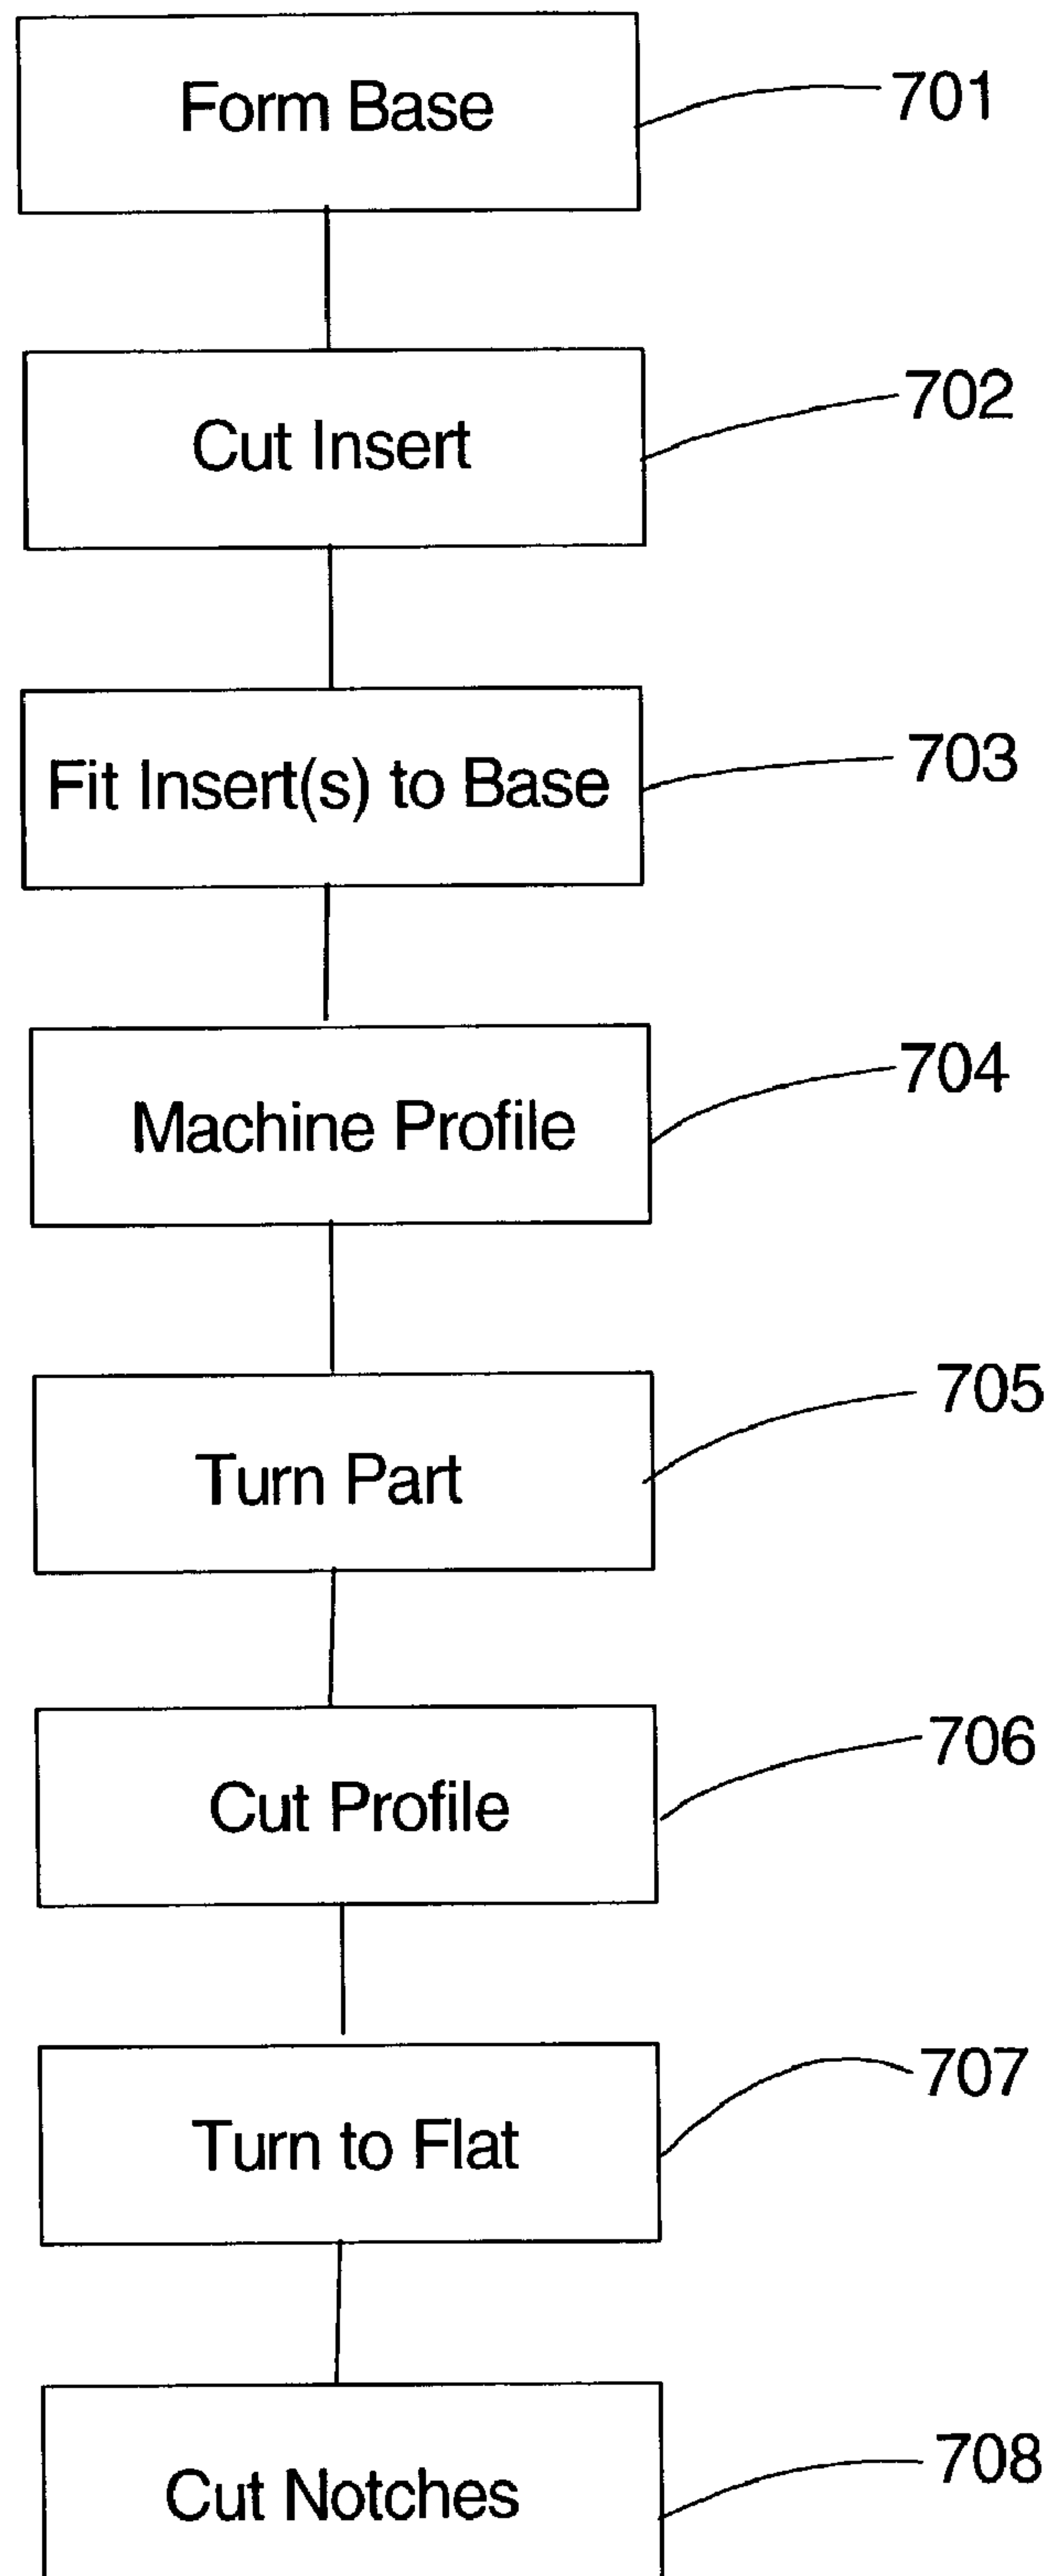 Form Base
701
Cut Insert
702
Fit Insert(s) to Base
703
Machine Profile
704
Turn Part
705
Cut Profile
706
Turn to Flat
707
Cut Notches
708